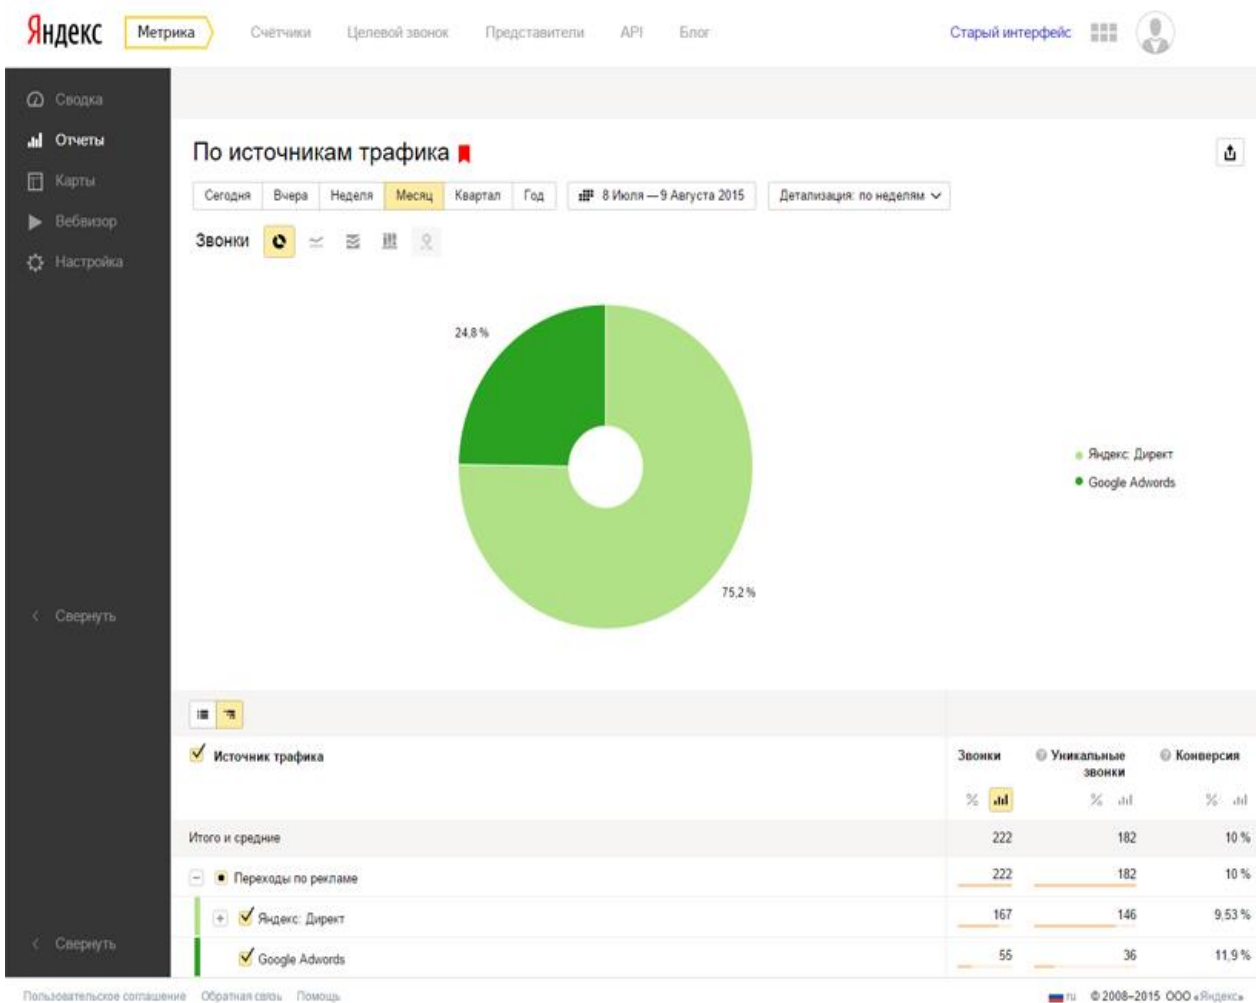 Яндекс Метрика Счётчики Целевой звонок Представители API Блог Старый интерфейс
Сводка
Отчеты
Карты
Вебвизор
Настройка
Свернуть
Свернуть
По источникам трафика
Сегодня Вчера Неделя Месяц Квартал Год 8 Июля — 9 Августа 2015 Детализация: по неделям
Звонки
24,8 %
75,2 %
Яндекс: Директ
Google Adwords
Источник трафика Звонки Уникальные звонки Конверсия
% % %
Итого и средние 222 182 10 %
Переходы по рекламе 222 182 10 %
Яндекс: Директ 167 146 9,53 %
Google Adwords 55 36 11,9 %
Пользовательское соглашение Обратная связь Помощь ru © 2008–2015 ООО «Яндекс»